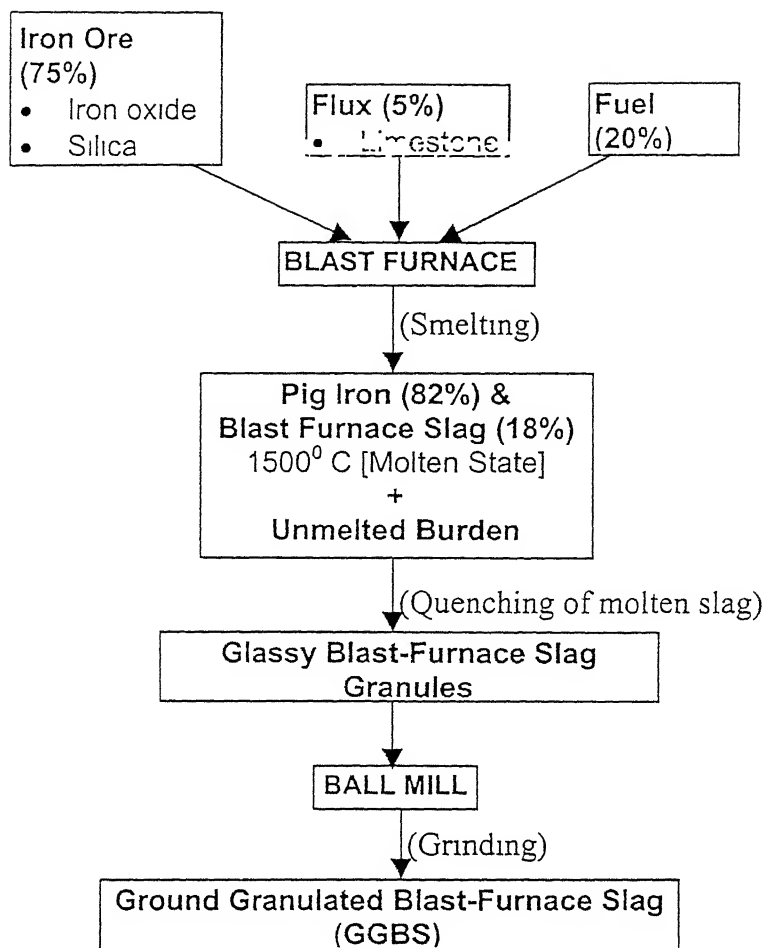 Iron Ore
(75%)
• Iron oxide
• Silica
Flux (5%)
• Limestone
Fuel
(20%)
BLAST FURNACE
(Smelting)
Pig Iron (82%) &
Blast Furnace Slag (18%)
1500⁰ C [Molten State]
+
Unmelted Burden
(Quenching of molten slag)
Glassy Blast-Furnace Slag
Granules
BALL MILL
(Grinding)
Ground Granulated Blast-Furnace Slag
(GGBS)